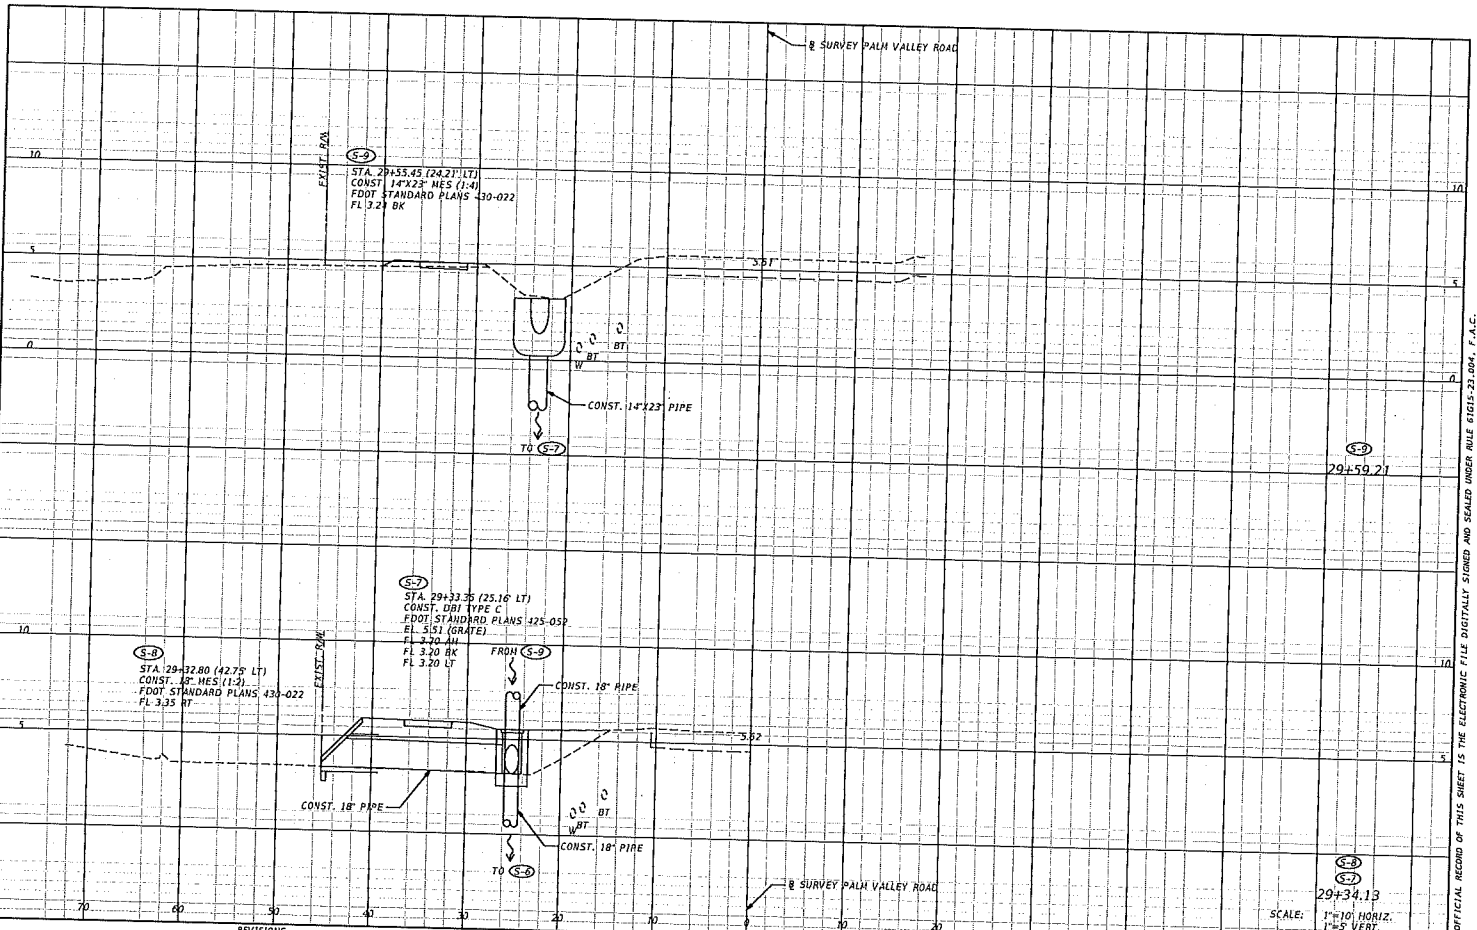 ℄ SURVEY PALM VALLEY ROAD
EXIST. R/W
S-9
STA. 29+55.45 (24.21' LT)
CONST. 14"X23" MES (1:4)
FDOT STANDARD PLANS 430-022
FL 3.24 BK
10
10
5
5.61
5
0
0
BT
BT
W
CONST. 14"X23" PIPE
TO S-7
S-9
29+59.21
S-7
STA. 29+33.35 (25.16' LT)
CONST. DBI TYPE C
FDOT STANDARD PLANS 425-052
EL. 5.51 (GRATE)
FL 3.20 AH
FL 3.20 BK
FL 3.20 LT
10
10
EXIST. R/W
S-8
STA. 29+32.80 (42.75' LT)
CONST. 18" MES (1:2)
FDOT STANDARD PLANS 430-022
FL 3.35 RT
FROM S-9
CONST. 18" PIPE
5
5.62
5
CONST. 18" PIPE
BT
BT
W
CONST. 18" PIPE
TO S-6
℄ SURVEY PALM VALLEY ROAD
S-8
S-7
29+34.13
70
60
50
40
30
20
10
0
10
20
SCALE: 1"=10' HORIZ.
1"=5' VERT.
REVISIONS
OFFICIAL RECORD OF THIS SHEET IS THE ELECTRONIC FILE DIGITALLY SIGNED AND SEALED UNDER RULE 61G15-23.004, F.A.C.